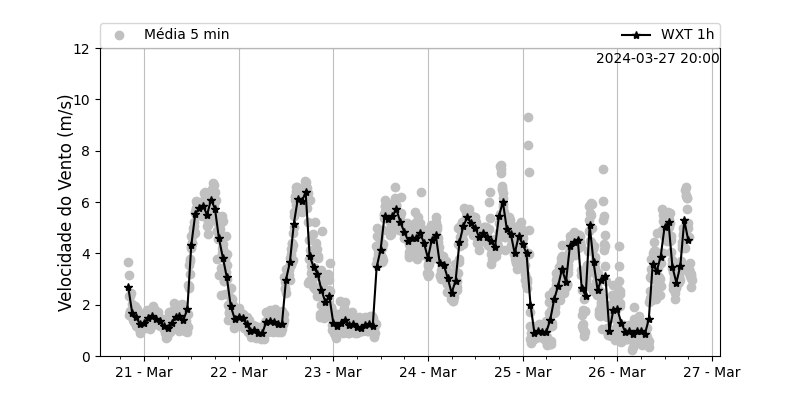 Média 5 min
WXT 1h
2024-03-27 20:00
Velocidade do Vento (m/s)
12
10
8
6
4
2
0
21 - Mar
22 - Mar
23 - Mar
24 - Mar
25 - Mar
26 - Mar
27 - Mar